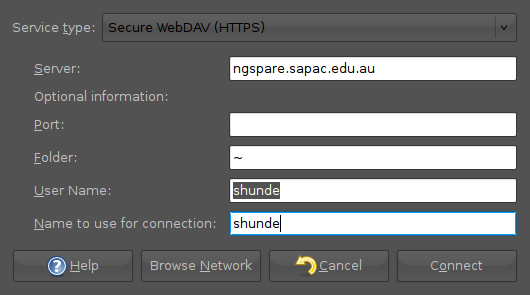 Service type: Secure WebDAV (HTTPS)
Server: ngspare.sapac.edu.au
Optional information:
Port:
Folder: ~
User Name: shunde
Name to use for connection: shunde
Help Browse Network Cancel Connect